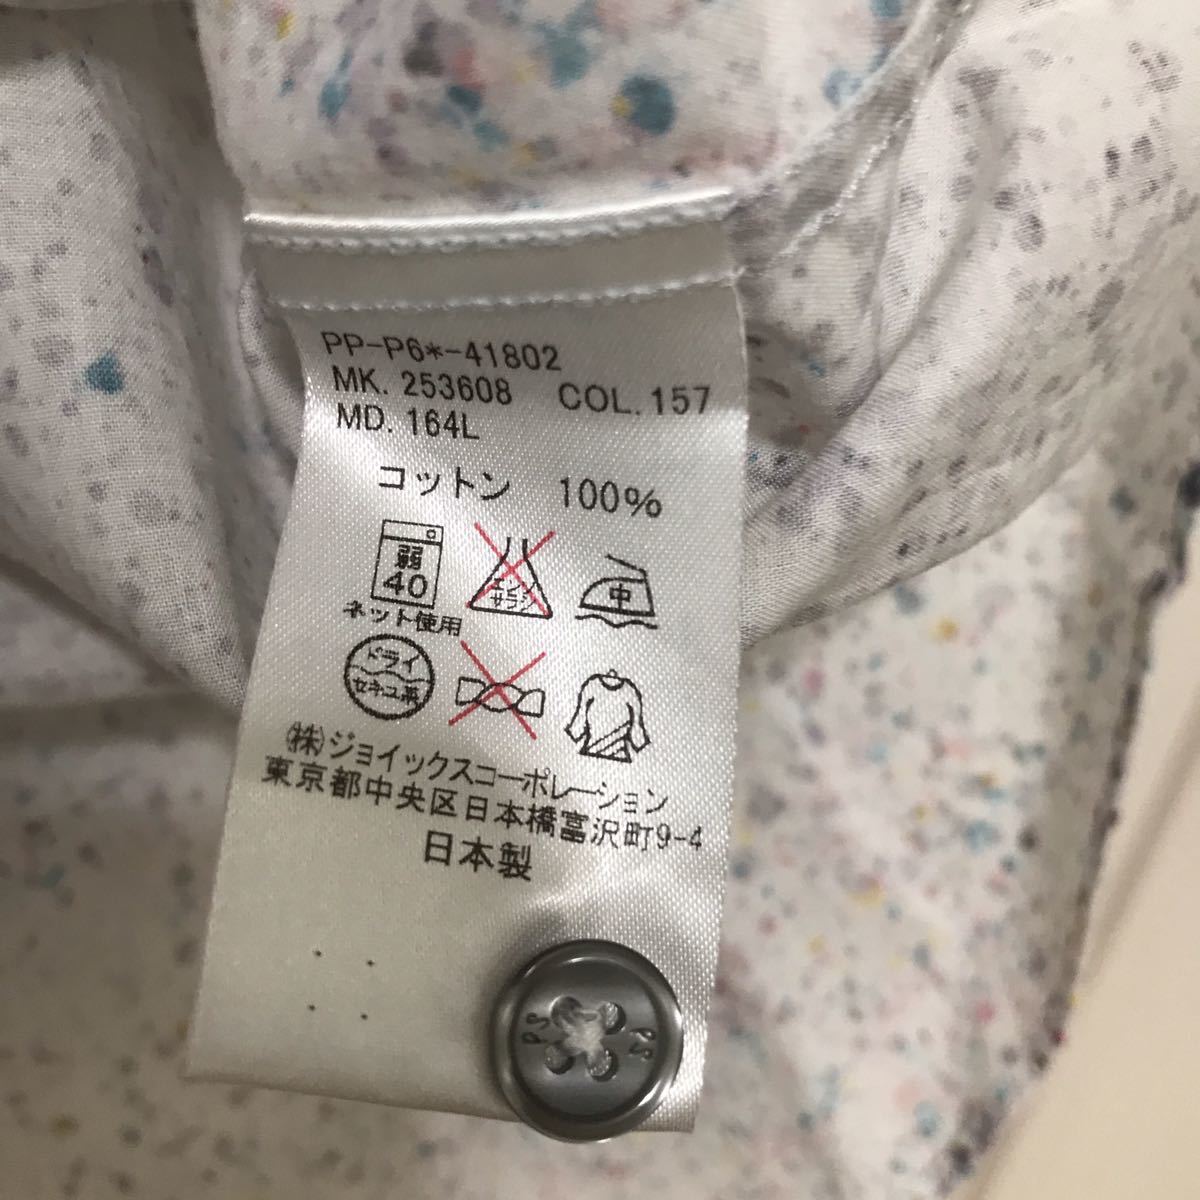 PP-P6*-41802
MK. 253608 COL. 157
MD. 164L
コットン 100%
弱
40
エンソ
サラシ
中
ネット使用
ドライ
セキユ系
(株)ジョイックスコーポレーション
東京都中央区日本橋富沢町9-4
日本製
PS PS